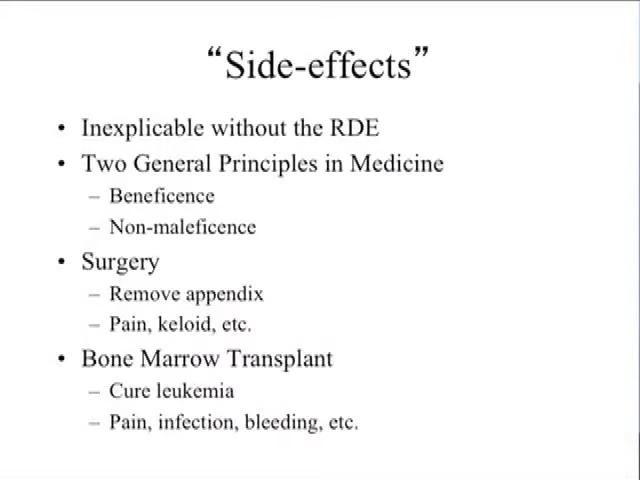 “Side-effects”
• Inexplicable without the RDE
• Two General Principles in Medicine
– Beneficence
– Non-maleficence
• Surgery
– Remove appendix
– Pain, keloid, etc.
• Bone Marrow Transplant
– Cure leukemia
– Pain, infection, bleeding, etc.